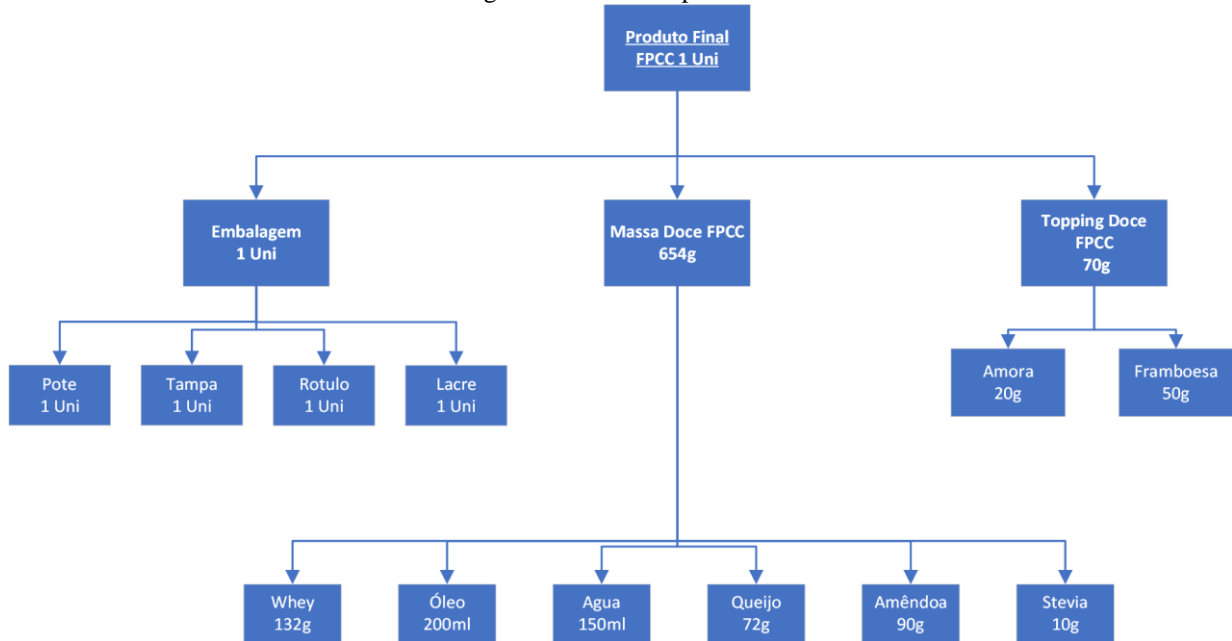 Produto Final
FPCC 1 Uni
Embalagem
1 Uni
Massa Doce FPCC
654g
Topping Doce
FPCC
70g
Pote
1 Uni
Tampa
1 Uni
Rotulo
1 Uni
Lacre
1 Uni
Amora
20g
Framboesa
50g
Whey
132g
Óleo
200ml
Agua
150ml
Queijo
72g
Amêndoa
90g
Stevia
10g